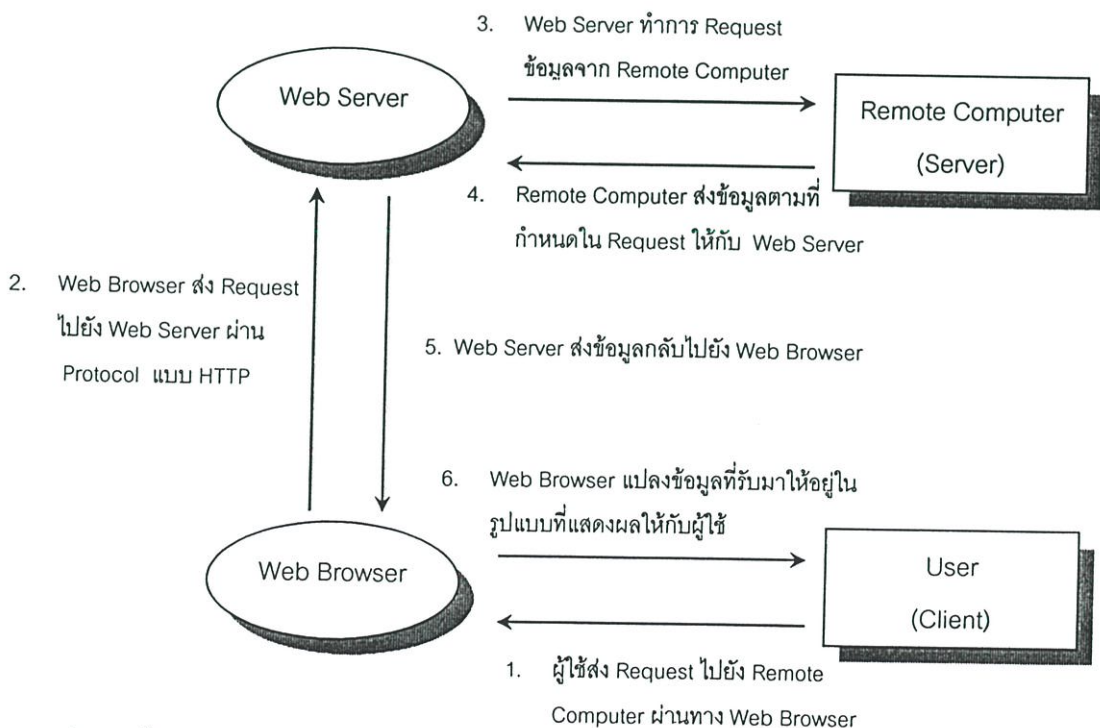 3. Web Server ทำการ Request
ข้อมูลจาก Remote Computer
Web Server
Remote Computer
(Server)
4. Remote Computer ส่งข้อมูลตามที่
กำหนดใน Request ให้กับ Web Server
2. Web Browser ส่ง Request
ไปยัง Web Server ผ่าน
Protocol แบบ HTTP
5. Web Server ส่งข้อมูลกลับไปยัง Web Browser
6. Web Browser แปลงข้อมูลที่รับมาให้อยู่ใน
รูปแบบที่แสดงผลให้กับผู้ใช้
Web Browser
User
(Client)
1. ผู้ใช้ส่ง Request ไปยัง Remote
Computer ผ่านทาง Web Browser